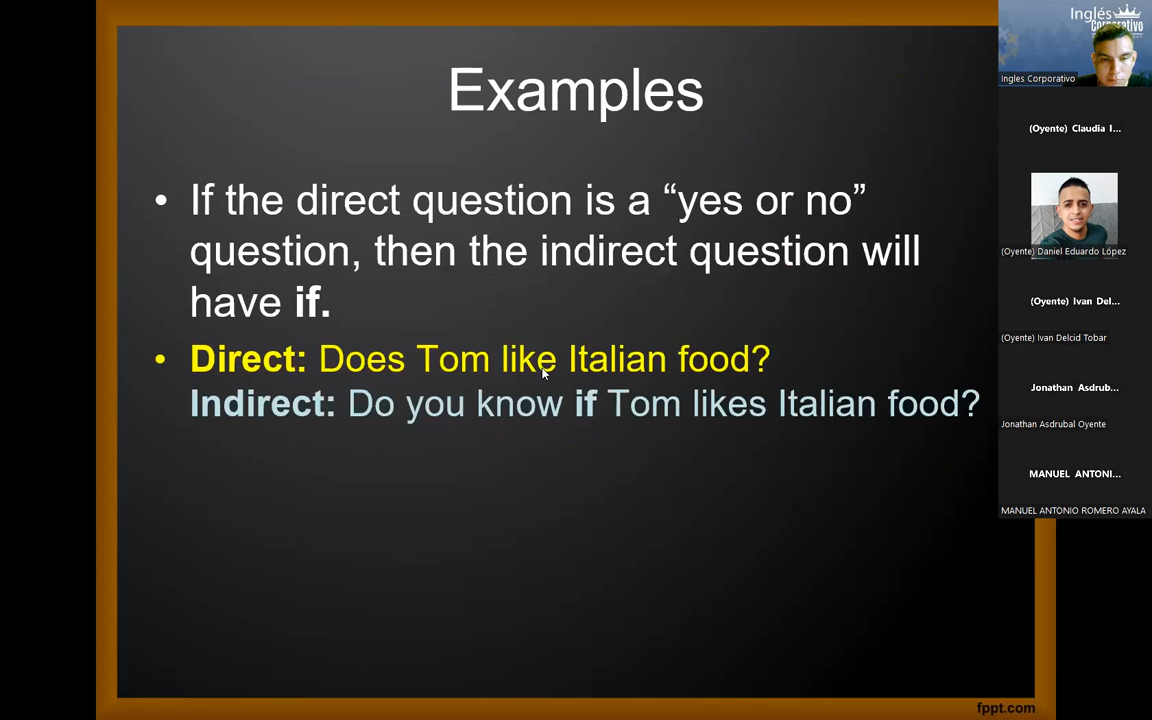 Examples
• If the direct question is a “yes or no”
question, then the indirect question will
have if.
• Direct: Does Tom like Italian food?
Indirect: Do you know if Tom likes Italian food?
fppt.com
Inglés
Corporativo
Ingles Corporativo
(Oyente) Claudia I...
(Oyente) Daniel Eduardo López
(Oyente) Ivan Del...
(Oyente) Ivan Delcid Tobar
Jonathan Asdrub...
Jonathan Asdrubal Oyente
MANUEL ANTONI...
MANUEL ANTONIO ROMERO AYALA